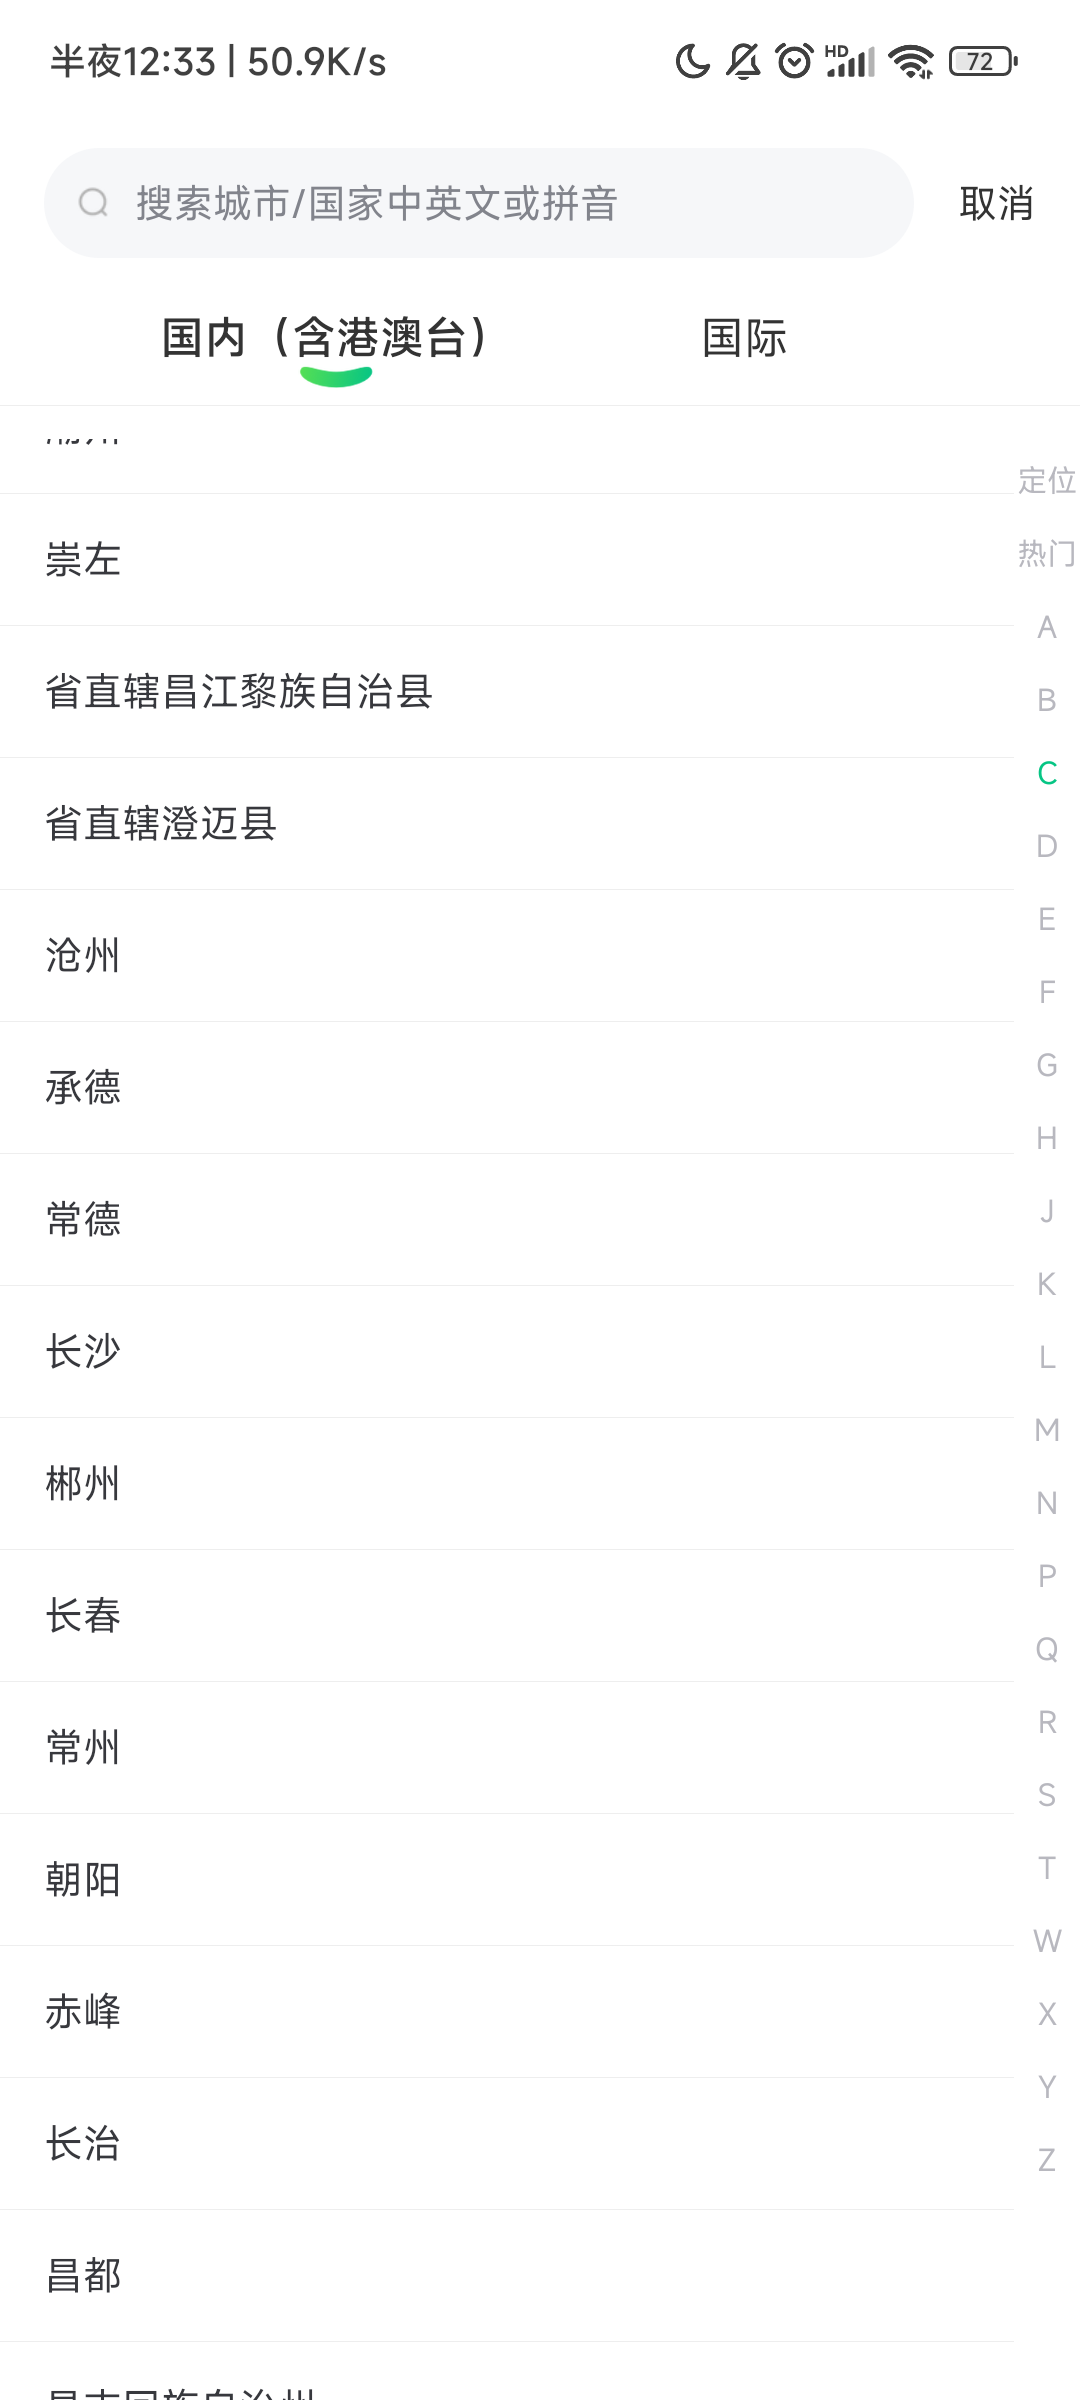 半夜12:33 | 50.9K/s
HD
72
搜索城市/国家中英文或拼音
取消
国内（含港澳台）
国际
定位
热门
A
B
C
D
E
F
G
H
J
K
L
M
N
P
Q
R
S
T
W
X
Y
Z
崇左
省直辖昌江黎族自治县
省直辖澄迈县
沧州
承德
常德
长沙
郴州
长春
常州
朝阳
赤峰
长治
昌都